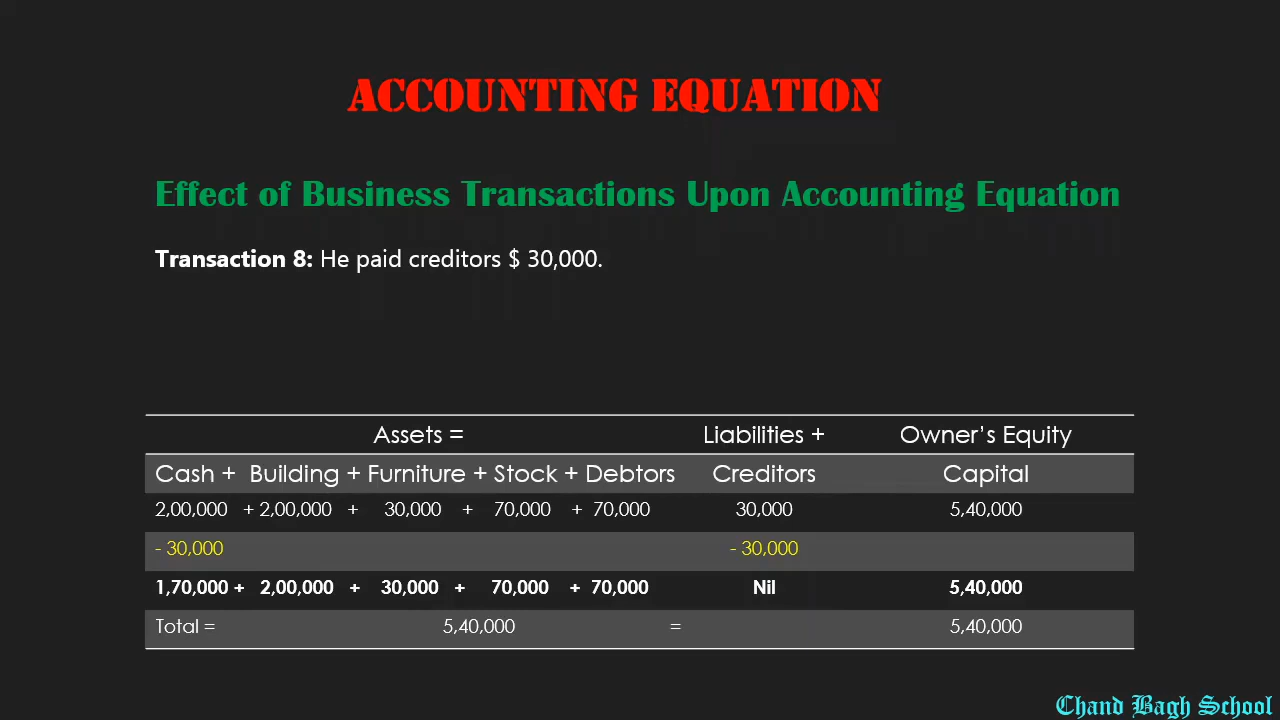 ACCOUNTING EQUATION
Effect of Business Transactions Upon Accounting Equation
Transaction 8: He paid creditors $ 30,000.
Assets = Liabilities + Owner’s Equity
Cash + Building + Furniture + Stock + Debtors Creditors Capital
2,00,000 + 2,00,000 + 30,000 + 70,000 + 70,000 30,000 5,40,000
- 30,000 - 30,000
1,70,000 + 2,00,000 + 30,000 + 70,000 + 70,000 Nil 5,40,000
Total = 5,40,000 = 5,40,000
Chand Bagh School